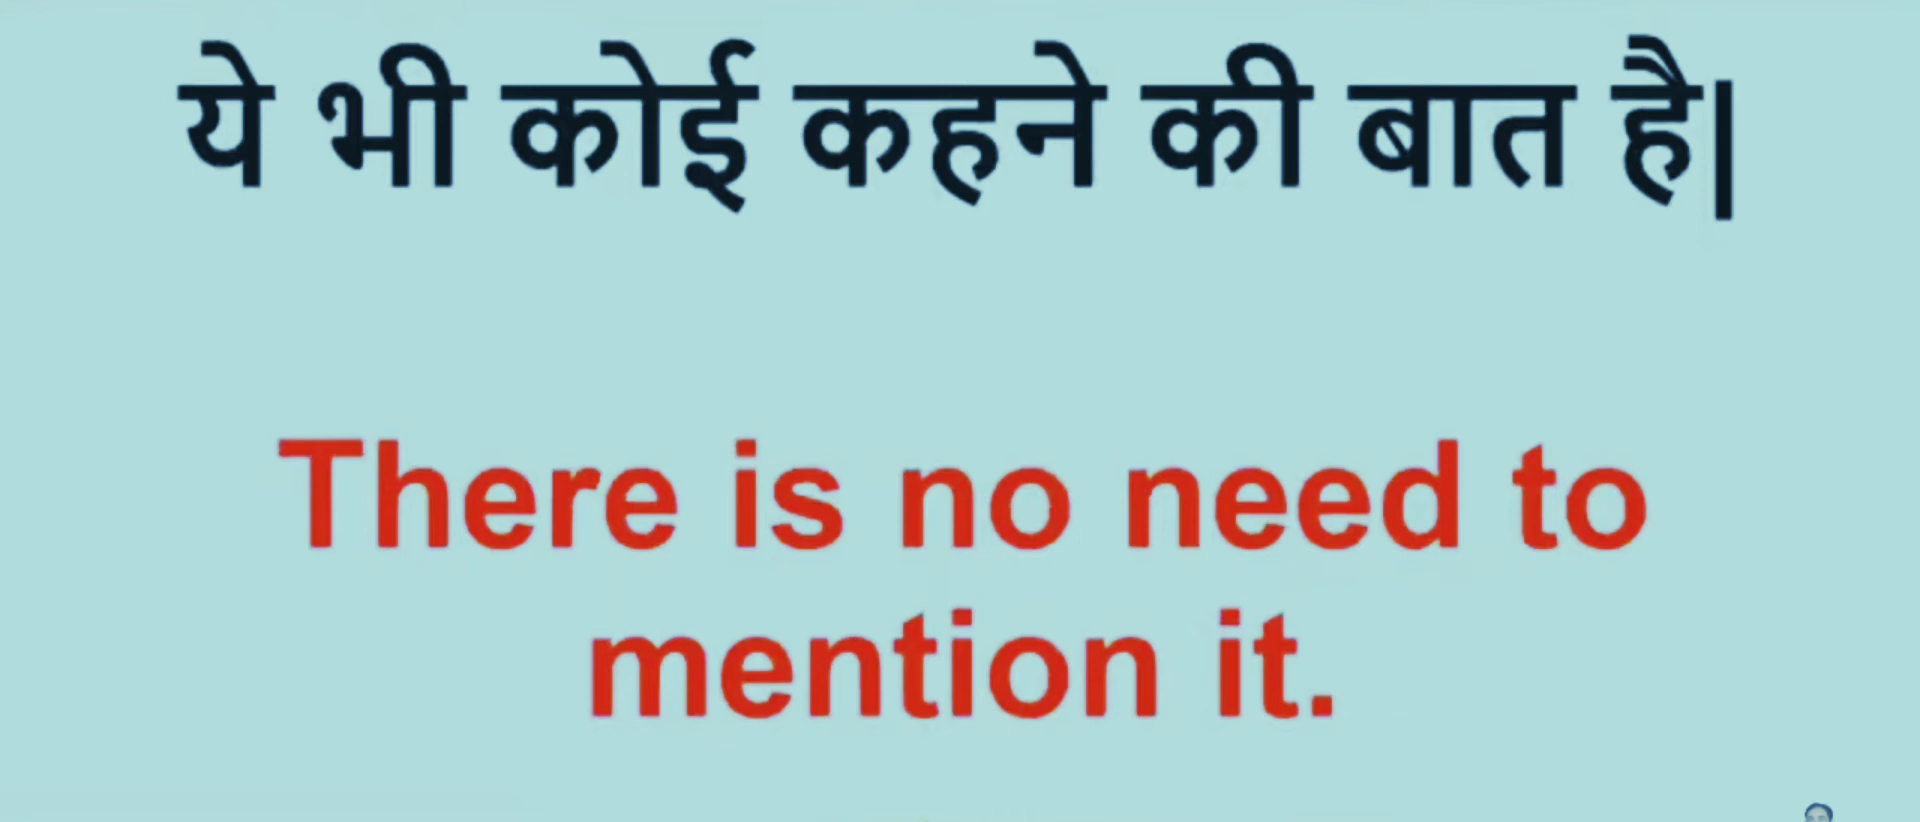 ये भी कोई कहने की बात है|
There is no need to
mention it.